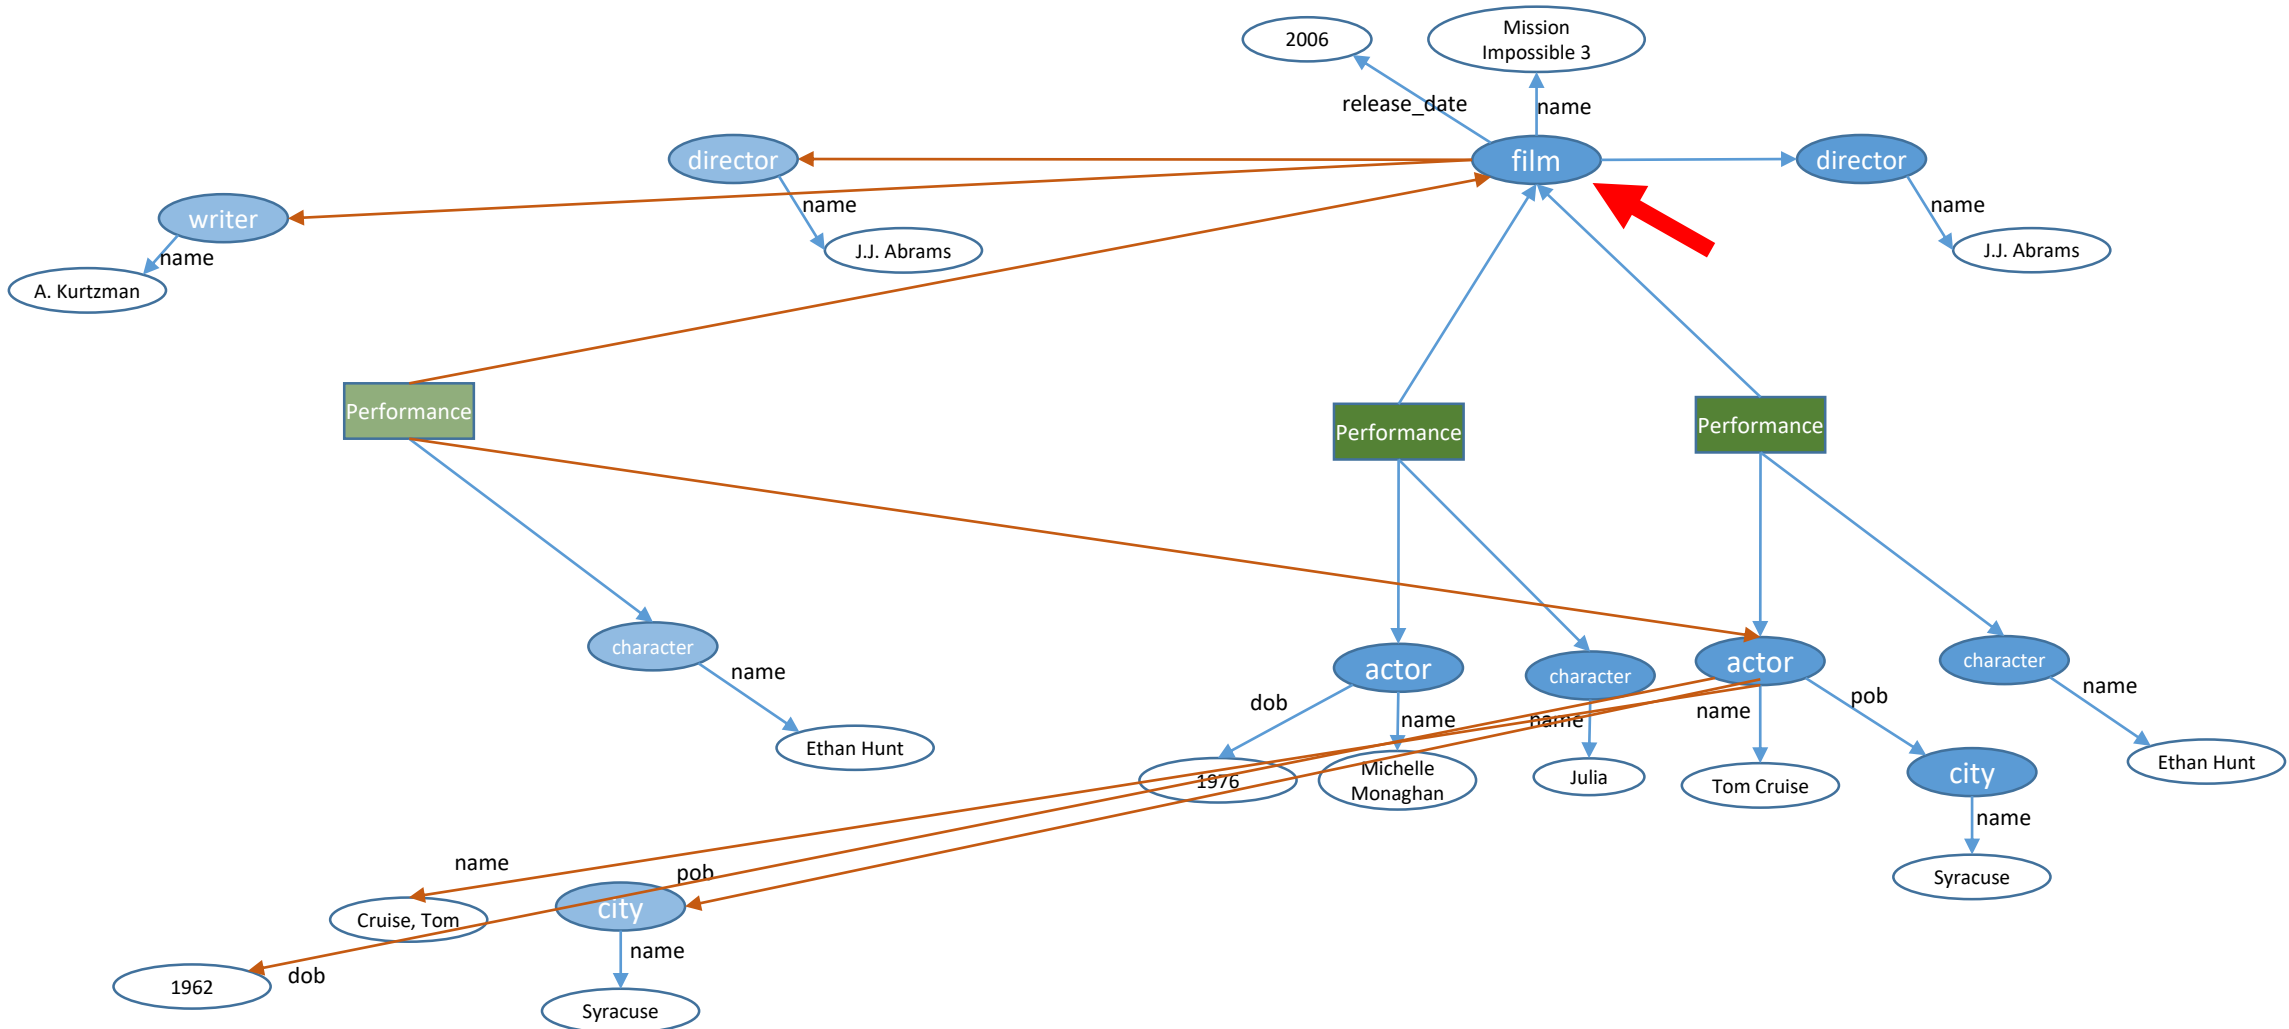 2006
Mission
Impossible 3
release_date
name
director
film
director
writer
name
name
name
J.J. Abrams
J.J. Abrams
A. Kurtzman
Performance
Performance
Performance
character
actor
character
actor
character
name
dob
name
name
name
pob
name
Ethan Hunt
1976
Michelle
Monaghan
Julia
Tom Cruise
city
Ethan Hunt
name
name
pob
Cruise, Tom
city
Syracuse
name
1962
dob
Syracuse